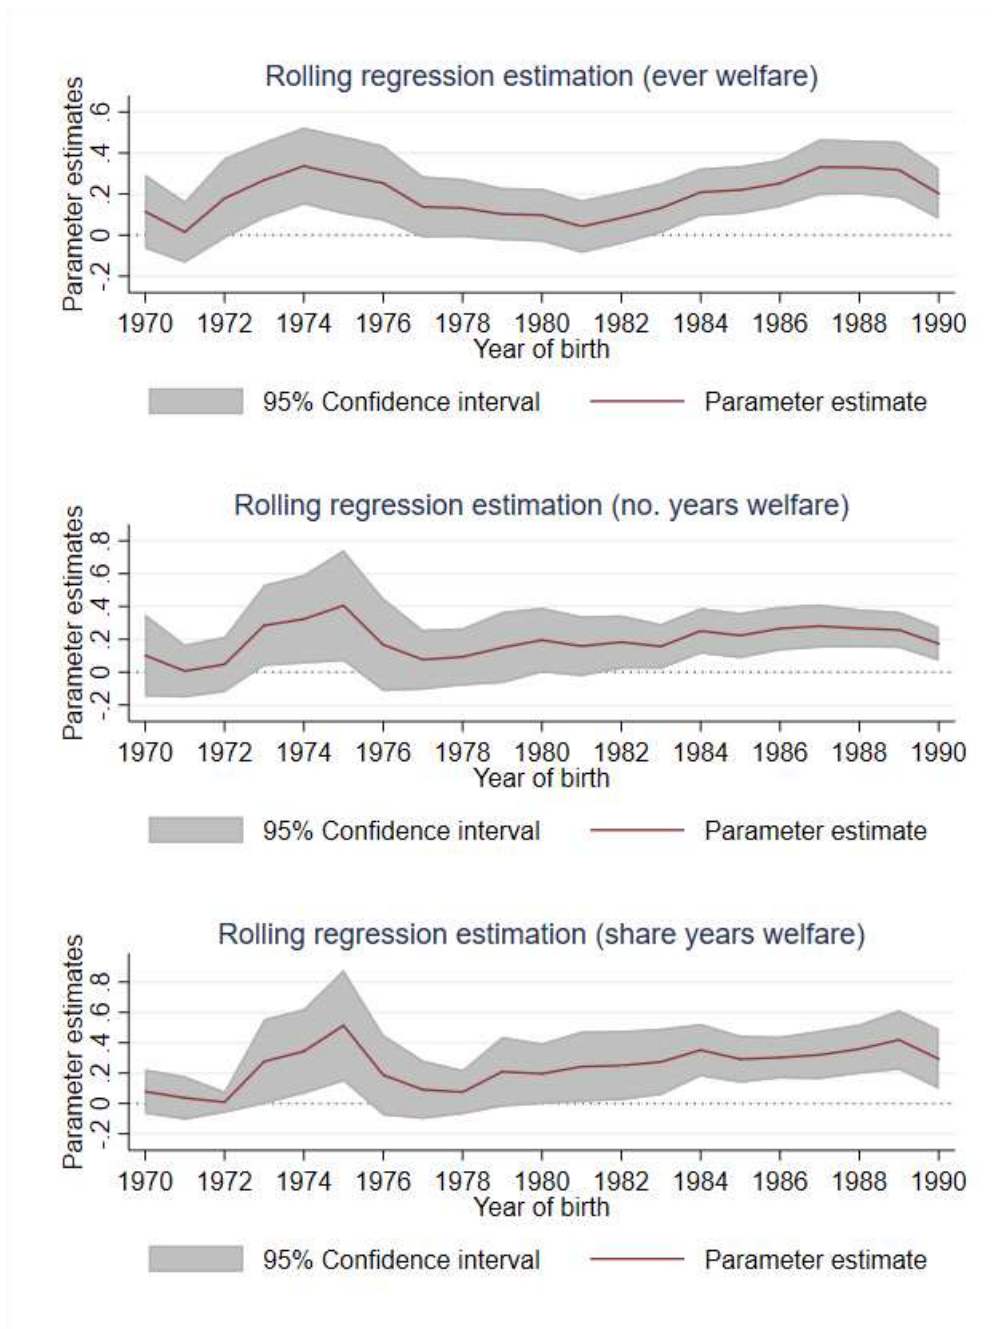 Rolling regression estimation (ever welfare)
Parameter estimates
.6
.4
.2
0
-.2
1970 1972 1974 1976 1978 1980 1982 1984 1986 1988 1990
Year of birth
95% Confidence interval Parameter estimate
Rolling regression estimation (no. years welfare)
Parameter estimates
.8
.6
.4
.2
0
-.2
1970 1972 1974 1976 1978 1980 1982 1984 1986 1988 1990
Year of birth
95% Confidence interval Parameter estimate
Rolling regression estimation (share years welfare)
Parameter estimates
.8
.6
.4
.2
0
-.2
1970 1972 1974 1976 1978 1980 1982 1984 1986 1988 1990
Year of birth
95% Confidence interval Parameter estimate